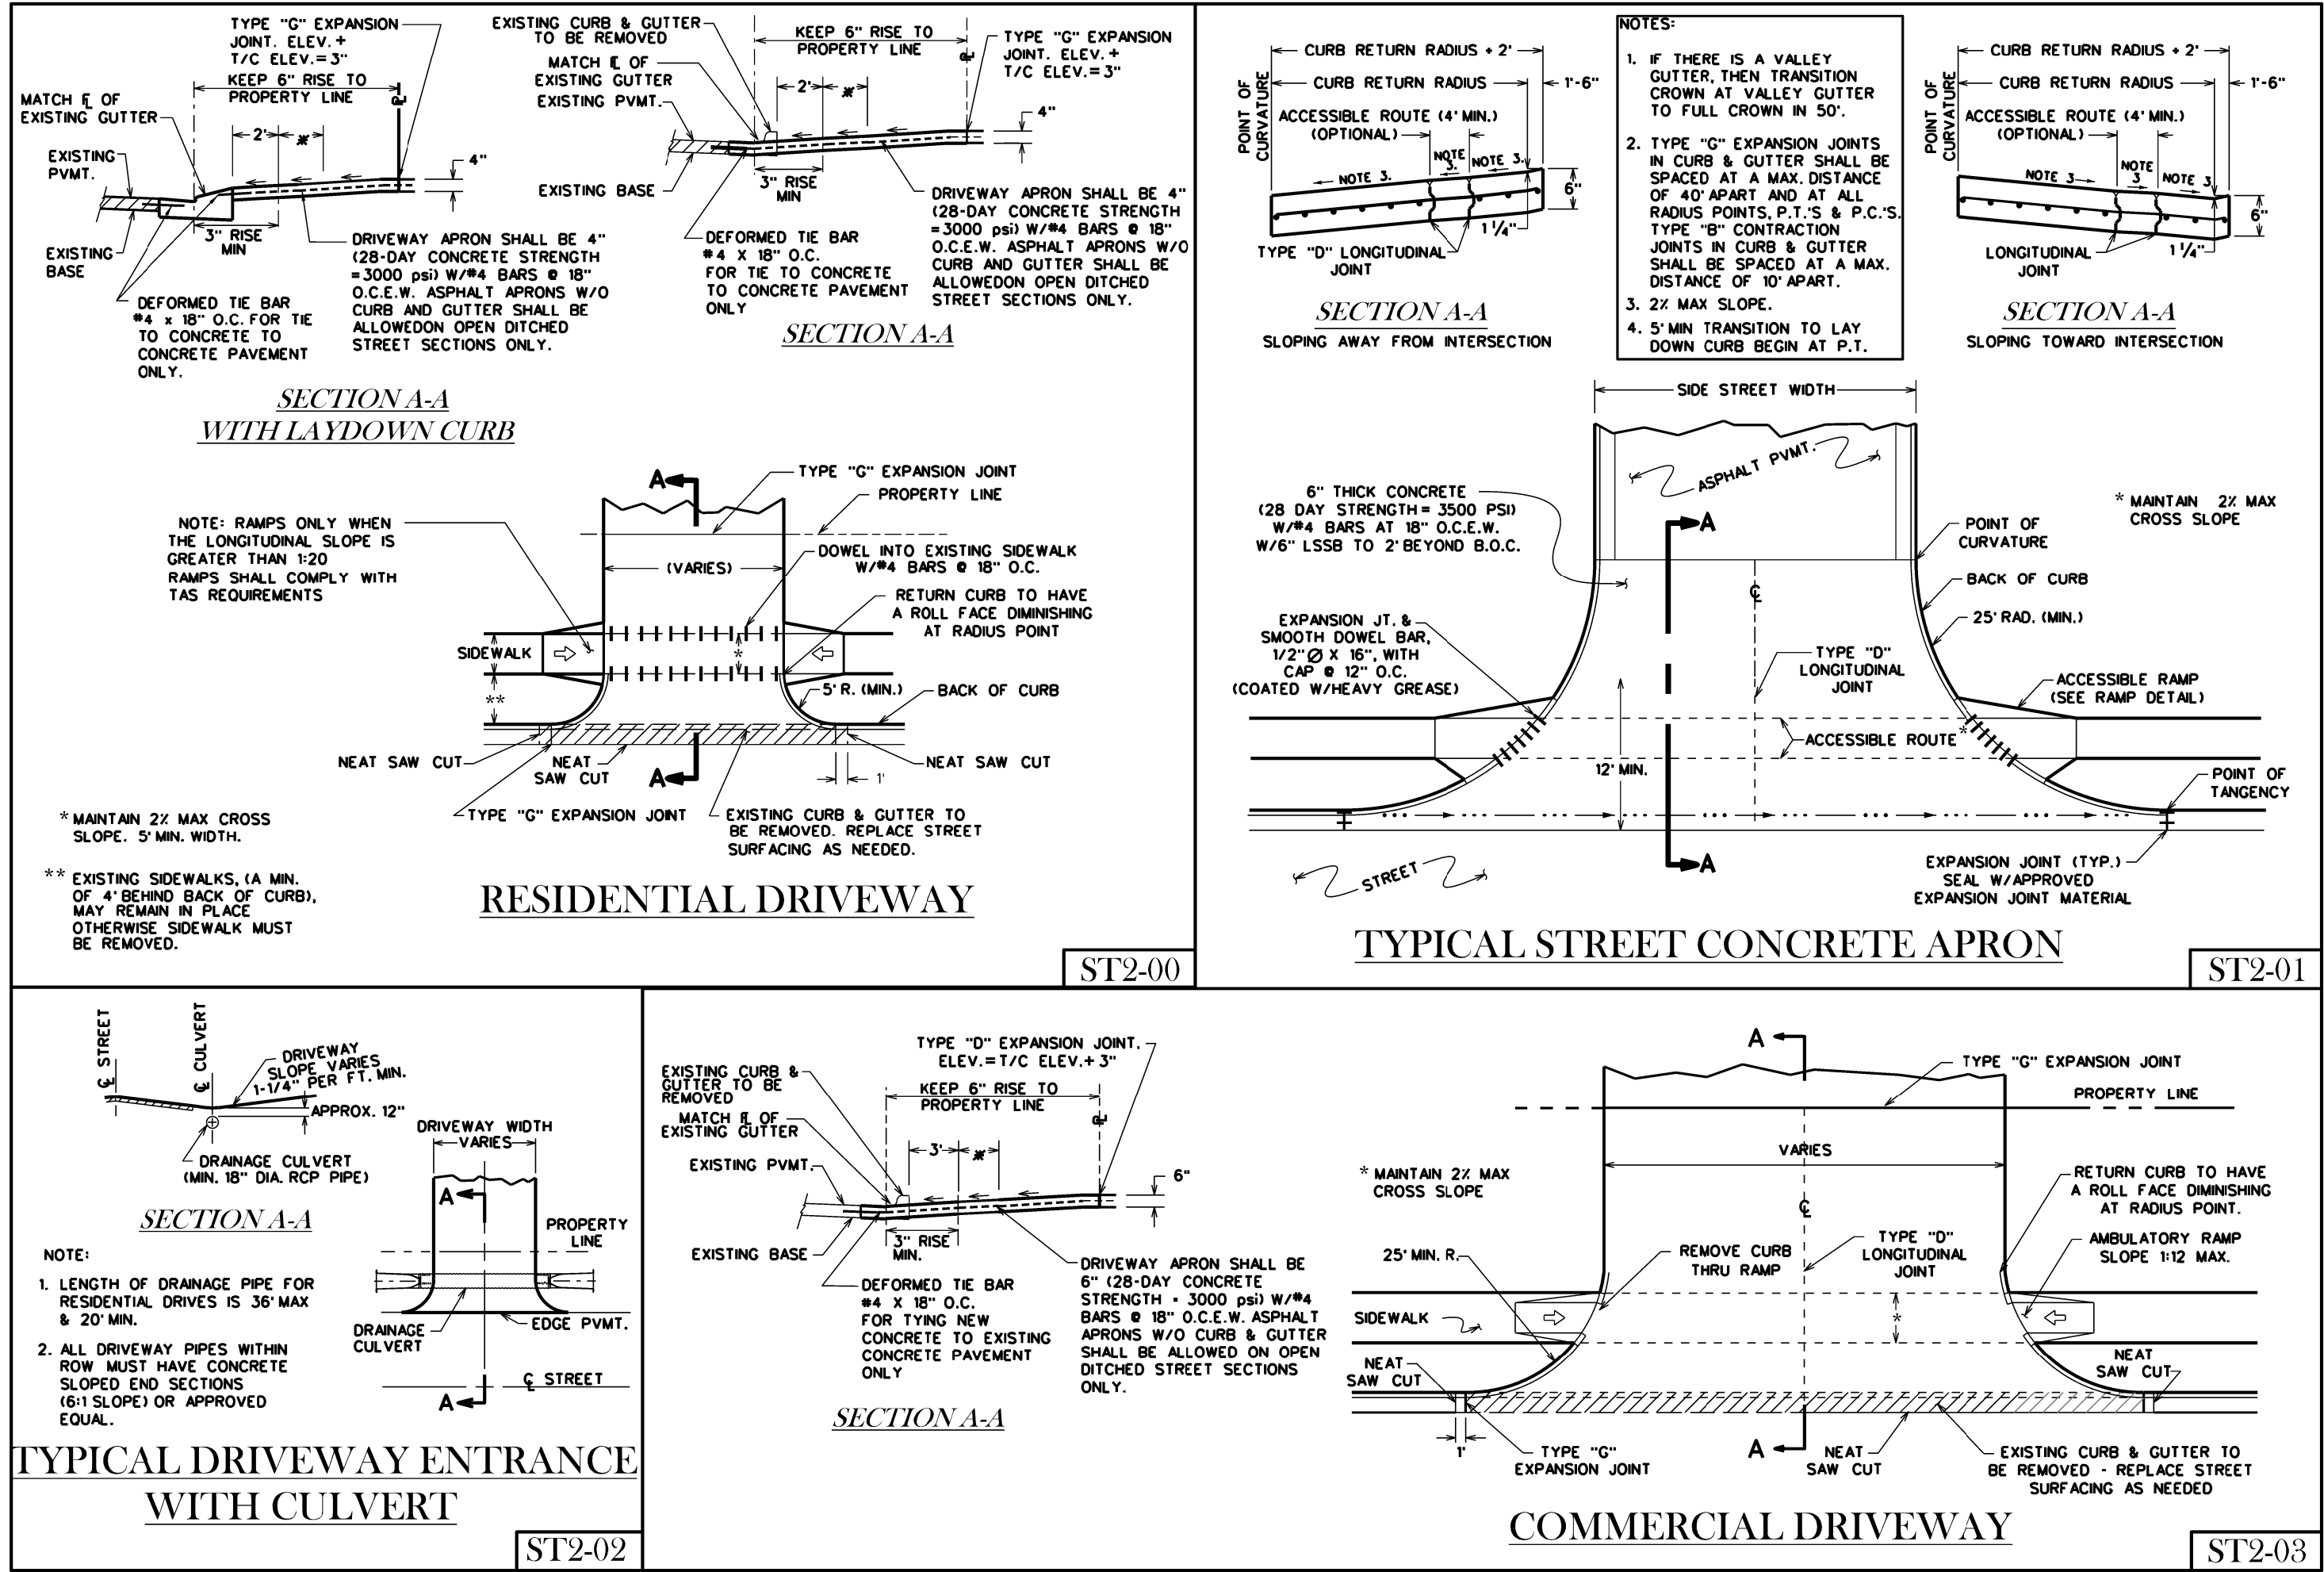 TYPE "G" EXPANSION
JOINT. ELEV.+
T/C ELEV.=3"
KEEP 6" RISE TO
PROPERTY LINE
MATCH FL OF
EXISTING GUTTER
2'
*
EXISTING
PVMT.
4"
3" RISE
MIN
EXISTING
BASE
DRIVEWAY APRON SHALL BE 4"
(28-DAY CONCRETE STRENGTH
=3000 psi) W/#4 BARS @ 18"
O.C.E.W. ASPHALT APRONS W/O
CURB AND GUTTER SHALL BE
ALLOWEDON OPEN DITCHED
STREET SECTIONS ONLY.
DEFORMED TIE BAR
#4 x 18" O.C. FOR TIE
TO CONCRETE TO
CONCRETE PAVEMENT
ONLY.
SECTION A-A
WITH LAYDOWN CURB
EXISTING CURB & GUTTER
TO BE REMOVED
KEEP 6" RISE TO
PROPERTY LINE
TYPE "G" EXPANSION
JOINT. ELEV.+
T/C ELEV.=3"
MATCH FL OF
EXISTING GUTTER
EXISTING PVMT.
2'
*
4"
EXISTING BASE
3" RISE
MIN
DRIVEWAY APRON SHALL BE 4"
(28-DAY CONCRETE STRENGTH
=3000 psi) W/#4 BARS @ 18"
O.C.E.W. ASPHALT APRONS W/O
CURB AND GUTTER SHALL BE
ALLOWEDON OPEN DITCHED
STREET SECTIONS ONLY.
DEFORMED TIE BAR
#4 X 18" O.C.
FOR TIE TO CONCRETE
TO CONCRETE PAVEMENT
ONLY
SECTION A-A
A
TYPE "G" EXPANSION JOINT
PROPERTY LINE
NOTE: RAMPS ONLY WHEN
THE LONGITUDINAL SLOPE IS
GREATER THAN 1:20
RAMPS SHALL COMPLY WITH
TAS REQUIREMENTS
DOWEL INTO EXISTING SIDEWALK
W/#4 BARS @ 18" O.C.
(VARIES)
RETURN CURB TO HAVE
A ROLL FACE DIMINISHING
AT RADIUS POINT
SIDEWALK
*
**
5' R. (MIN.)
BACK OF CURB
NEAT SAW CUT
NEAT
SAW CUT
A
NEAT SAW CUT
1'
TYPE "G" EXPANSION JOINT
EXISTING CURB & GUTTER TO
BE REMOVED. REPLACE STREET
SURFACING AS NEEDED.
* MAINTAIN 2% MAX CROSS
SLOPE. 5' MIN. WIDTH.
** EXISTING SIDEWALKS, (A MIN.
OF 4' BEHIND BACK OF CURB),
MAY REMAIN IN PLACE
OTHERWISE SIDEWALK MUST
BE REMOVED.
RESIDENTIAL DRIVEWAY
ST2-00
CURB RETURN RADIUS + 2'
CURB RETURN RADIUS
1'-6"
POINT OF
CURVATURE
ACCESSIBLE ROUTE (4' MIN.)
(OPTIONAL)
NOTE 3.
NOTE
3.
NOTE 3.
6"
1 1/4"
TYPE "D" LONGITUDINAL
JOINT
SECTION A-A
SLOPING AWAY FROM INTERSECTION
NOTES:
1. IF THERE IS A VALLEY
GUTTER, THEN TRANSITION
CROWN AT VALLEY GUTTER
TO FULL CROWN IN 50'.
2. TYPE "G" EXPANSION JOINTS
IN CURB & GUTTER SHALL BE
SPACED AT A MAX. DISTANCE
OF 40' APART AND AT ALL
RADIUS POINTS, P.T.'S & P.C.'S.
TYPE "B" CONTRACTION
JOINTS IN CURB & GUTTER
SHALL BE SPACED AT A MAX.
DISTANCE OF 10' APART.
3. 2% MAX SLOPE.
4. 5' MIN TRANSITION TO LAY
DOWN CURB BEGIN AT P.T.
CURB RETURN RADIUS + 2'
CURB RETURN RADIUS
1'-6"
POINT OF
CURVATURE
ACCESSIBLE ROUTE (4' MIN.)
(OPTIONAL)
NOTE 3
NOTE
3
NOTE 3
6"
1 1/4"
LONGITUDINAL
JOINT
SECTION A-A
SLOPING TOWARD INTERSECTION
SIDE STREET WIDTH
ASPHALT PVMT.
6" THICK CONCRETE
(28 DAY STRENGTH= 3500 PSI)
W/#4 BARS AT 18" O.C.E.W.
W/6" LSSB TO 2' BEYOND B.O.C.
A
* MAINTAIN 2% MAX
CROSS SLOPE
POINT OF
CURVATURE
CL
BACK OF CURB
25' RAD. (MIN.)
EXPANSION JT. &
SMOOTH DOWEL BAR,
1/2"Ø X 16", WITH
CAP @ 12" O.C.
(COATED W/HEAVY GREASE)
TYPE "D"
LONGITUDINAL
JOINT
ACCESSIBLE RAMP
(SEE RAMP DETAIL)
ACCESSIBLE ROUTE *
12' MIN.
POINT OF
TANGENCY
A
STREET
EXPANSION JOINT (TYP.)
SEAL W/APPROVED
EXPANSION JOINT MATERIAL
TYPICAL STREET CONCRETE APRON
ST2-01
CL STREET
CL CULVERT
DRIVEWAY
SLOPE VARIES
1-1/4" PER FT. MIN.
APPROX. 12"
DRAINAGE CULVERT
(MIN. 18" DIA. RCP PIPE)
SECTION A-A
DRIVEWAY WIDTH
VARIES
A
PROPERTY
LINE
NOTE:
1. LENGTH OF DRAINAGE PIPE FOR
RESIDENTIAL DRIVES IS 36' MAX
& 20' MIN.
2. ALL DRIVEWAY PIPES WITHIN
ROW MUST HAVE CONCRETE
SLOPED END SECTIONS
(6:1 SLOPE) OR APPROVED
EQUAL.
DRAINAGE
CULVERT
EDGE PVMT.
CL STREET
A
TYPICAL DRIVEWAY ENTRANCE
WITH CULVERT
ST2-02
TYPE "D" EXPANSION JOINT.
ELEV.=T/C ELEV.+ 3"
EXISTING CURB &
GUTTER TO BE
REMOVED
KEEP 6" RISE TO
PROPERTY LINE
MATCH FL OF
EXISTING GUTTER
3'
*
EXISTING PVMT.
6"
EXISTING BASE
3" RISE
MIN.
DEFORMED TIE BAR
#4 X 18" O.C.
FOR TYING NEW
CONCRETE TO EXISTING
CONCRETE PAVEMENT
ONLY
DRIVEWAY APRON SHALL BE
6" (28-DAY CONCRETE
STRENGTH = 3000 psi) W/#4
BARS @ 18" O.C.E.W. ASPHALT
APRONS W/O CURB & GUTTER
SHALL BE ALLOWED ON OPEN
DITCHED STREET SECTIONS
ONLY.
SECTION A-A
A
TYPE "G" EXPANSION JOINT
PROPERTY LINE
VARIES
* MAINTAIN 2% MAX
CROSS SLOPE
CL
RETURN CURB TO HAVE
A ROLL FACE DIMINISHING
AT RADIUS POINT.
25' MIN. R.
REMOVE CURB
THRU RAMP
TYPE "D"
LONGITUDINAL
JOINT
AMBULATORY RAMP
SLOPE 1:12 MAX.
SIDEWALK
*
NEAT
SAW CUT
NEAT
SAW CUT
1'
TYPE "G"
EXPANSION JOINT
A
NEAT
SAW CUT
EXISTING CURB & GUTTER TO
BE REMOVED - REPLACE STREET
SURFACING AS NEEDED
COMMERCIAL DRIVEWAY
ST2-03